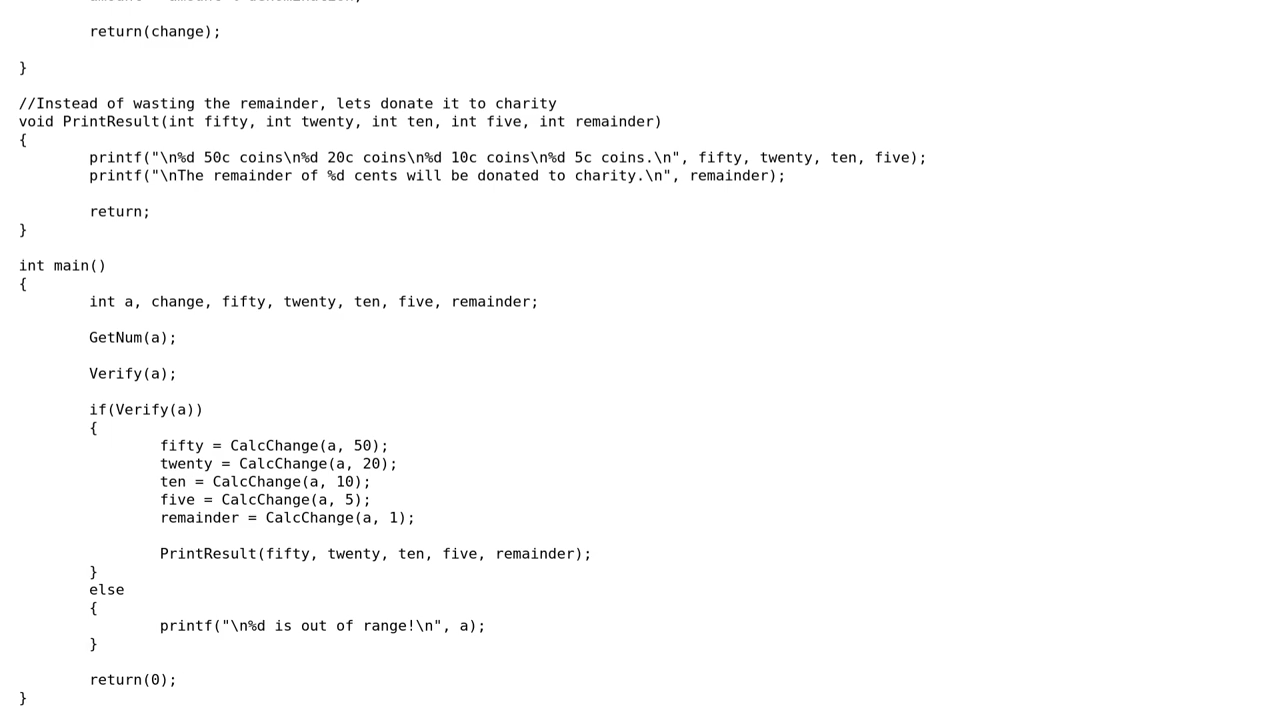 return(change);
}
//Instead of wasting the remainder, lets donate it to charity
void PrintResult(int fifty, int twenty, int ten, int five, int remainder)
{
printf("\n%d 50c coins\n%d 20c coins\n%d 10c coins\n%d 5c coins.\n", fifty, twenty, ten, five);
printf("\nThe remainder of %d cents will be donated to charity.\n", remainder);
return;
}
int main()
{
int a, change, fifty, twenty, ten, five, remainder;
GetNum(a);
Verify(a);
if(Verify(a))
{
fifty = CalcChange(a, 50);
twenty = CalcChange(a, 20);
ten = CalcChange(a, 10);
five = CalcChange(a, 5);
remainder = CalcChange(a, 1);
PrintResult(fifty, twenty, ten, five, remainder);
}
else
{
printf("\n%d is out of range!\n", a);
}
return(0);
}